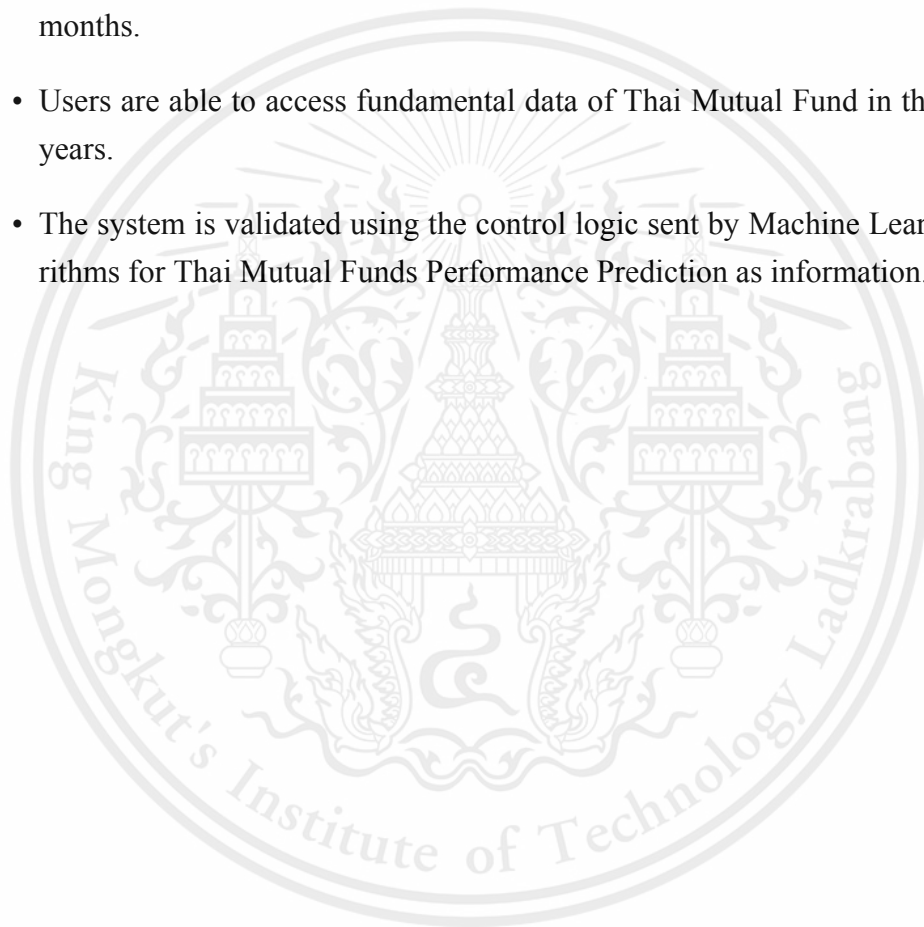 months.
• Users are able to access fundamental data of Thai Mutual Fund in th
years.
• The system is validated using the control logic sent by Machine Lear
rithms for Thai Mutual Funds Performance Prediction as information.
King Mongkut's Institute of Technology Ladkrabang